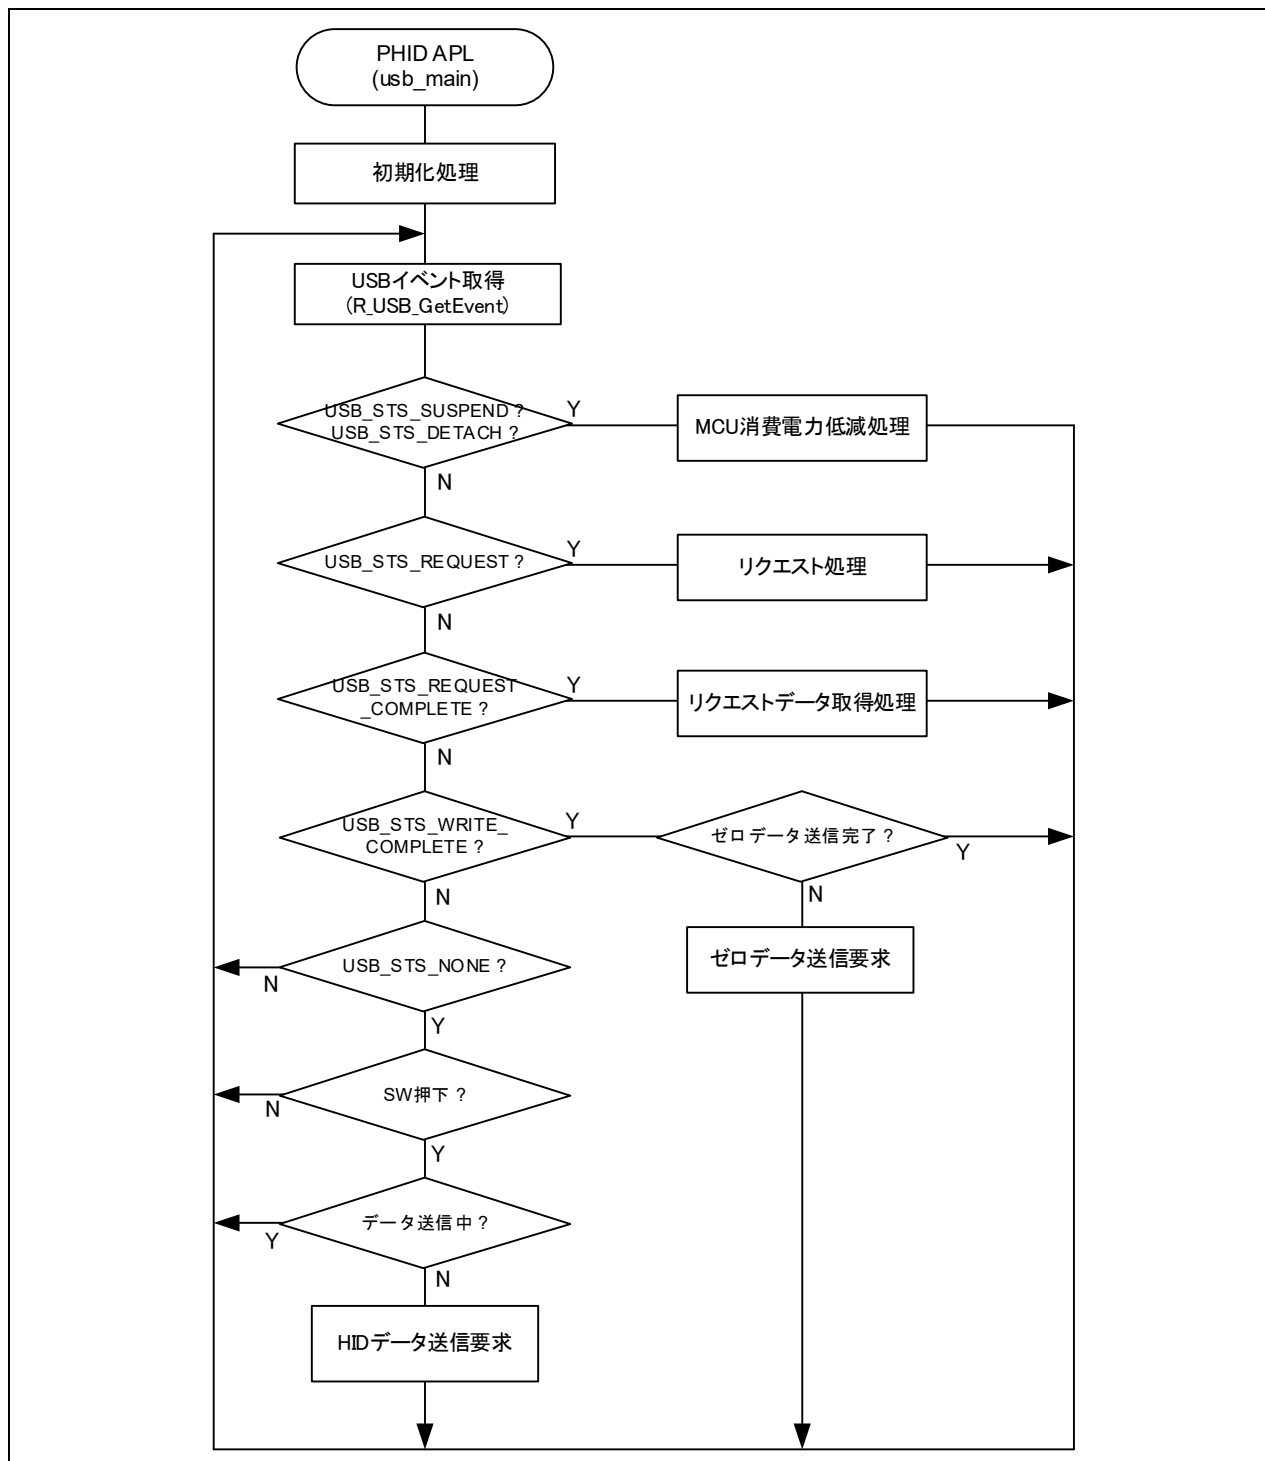 PHID APL
(usb_main)
初期化処理
USBイベント取得
(R_USB_GetEvent)
USB_STS_SUSPEND ?
USB_STS_DETACH ?
Y
MCU消費電力低減処理
N
USB_STS_REQUEST ?
Y
リクエスト処理
N
USB_STS_REQUEST
_COMPLETE ?
Y
リクエストデータ取得処理
N
USB_STS_WRITE_
COMPLETE ?
Y
ゼロデータ送信完了 ?
Y
N
N
ゼロデータ送信要求
USB_STS_NONE ?
N
Y
SW押下 ?
N
Y
データ送信中 ?
Y
N
HIDデータ送信要求